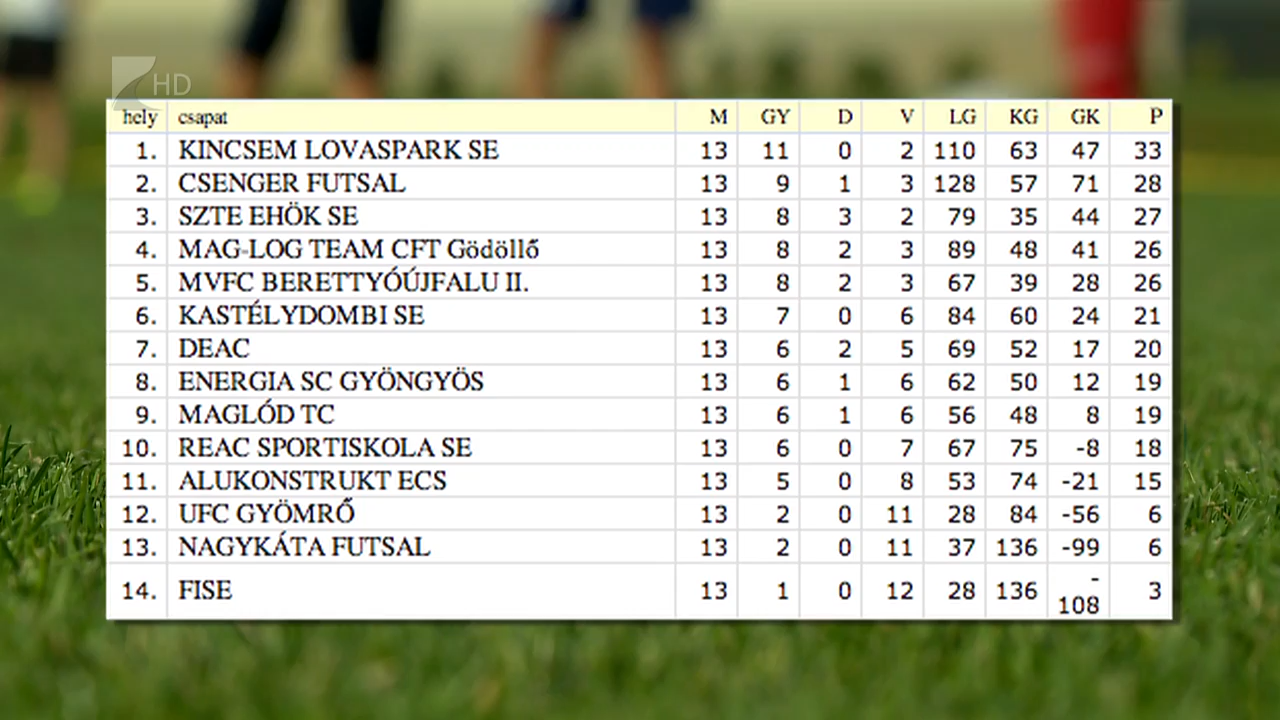 HD
hely csapat M GY D V LG KG GK P
1. KINCSEM LOVASPARK SE 13 11 0 2 110 63 47 33
2. CSENGER FUTSAL 13 9 1 3 128 57 71 28
3. SZTE EHÖK SE 13 8 3 2 79 35 44 27
4. MAG-LOG TEAM CFT Gödöllő 13 8 2 3 89 48 41 26
5. MVFC BERETTYÓÚJFALU II. 13 8 2 3 67 39 28 26
6. KASTÉLYDOMBI SE 13 7 0 6 84 60 24 21
7. DEAC 13 6 2 5 69 52 17 20
8. ENERGIA SC GYÖNGYÖS 13 6 1 6 62 50 12 19
9. MAGLÓD TC 13 6 1 6 56 48 8 19
10. REAC SPORTISKOLA SE 13 6 0 7 67 75 -8 18
11. ALUKONSTRUKT ECS 13 5 0 8 53 74 -21 15
12. UFC GYÖMRŐ 13 2 0 11 28 84 -56 6
13. NAGYKÁTA FUTSAL 13 2 0 11 37 136 -99 6
14. FISE 13 1 0 12 28 136 -108 3